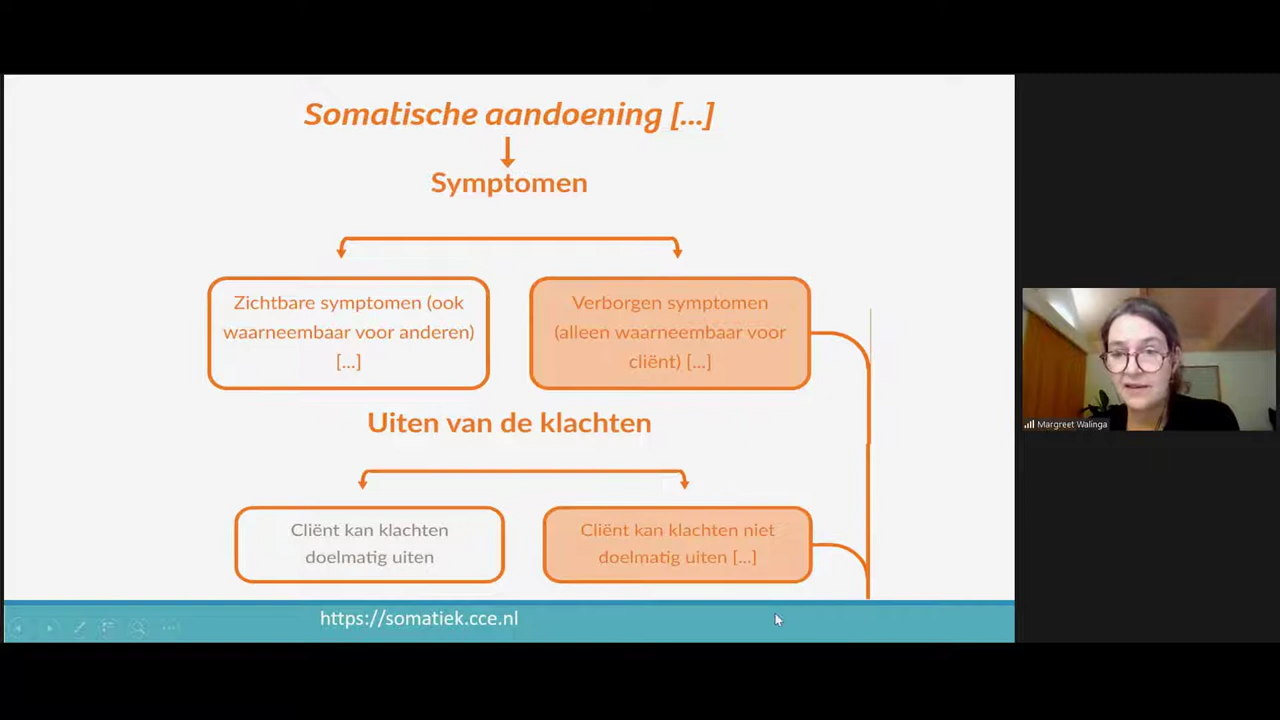 Somatische aandoening [...]
Symptomen
Zichtbare symptomen (ook
waarneembaar voor anderen)
[...]
Verborgen symptomen
(alleen waarneembaar voor
cliënt) [...]
Uiten van de klachten
Cliënt kan klachten
doelmatig uiten
Cliënt kan klachten niet
doelmatig uiten [...]
https://somatiek.cce.nl
Margreet Walinga